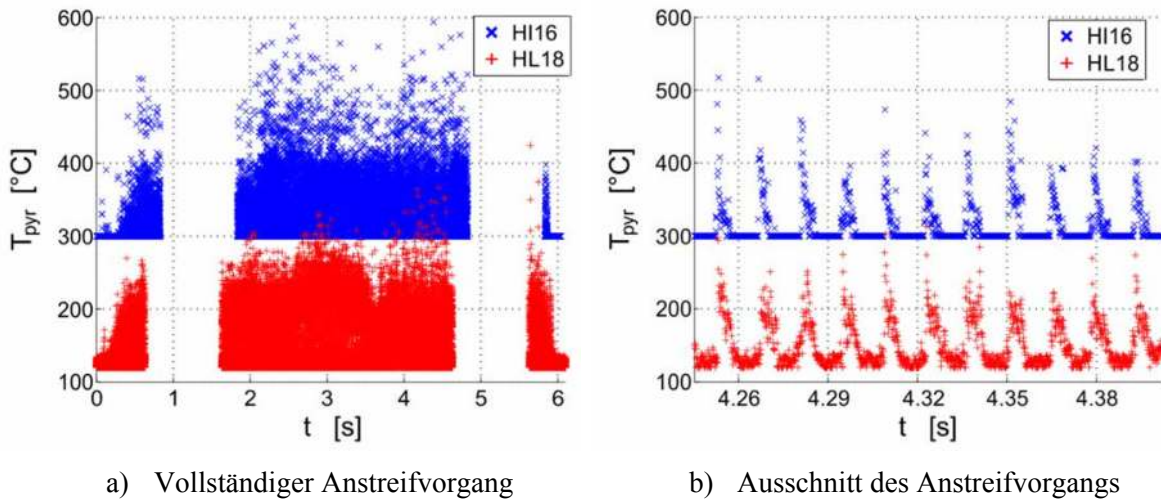 HI16
HL18
600
500
400
300
200
100
T_pyr [°C]
0 1 2 3 4 5 6
t [s]
HI16
HL18
600
500
400
300
200
100
T_pyr [°C]
4.26 4.29 4.32 4.35 4.38
t [s]
a) Vollständiger Anstreifvorgang
b) Ausschnitt des Anstreifvorgangs